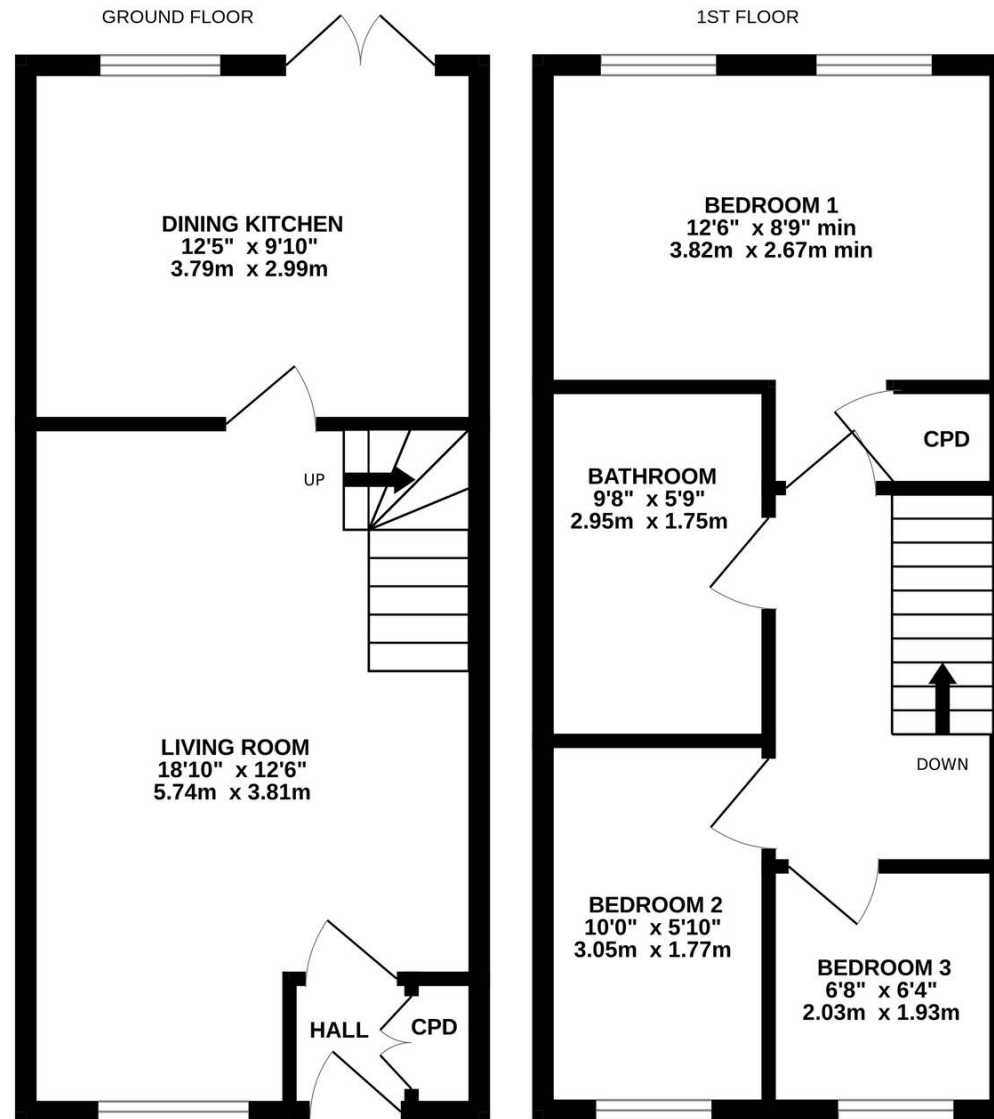 GROUND FLOOR
DINING KITCHEN
12'5" x 9'10"
3.79m x 2.99m
UP
LIVING ROOM
18'10" x 12'6"
5.74m x 3.81m
HALL
CPD
1ST FLOOR
BEDROOM 1
12'6" x 8'9" min
3.82m x 2.67m min
CPD
BATHROOM
9'8" x 5'9"
2.95m x 1.75m
DOWN
BEDROOM 2
10'0" x 5'10"
3.05m x 1.77m
BEDROOM 3
6'8" x 6'4"
2.03m x 1.93m